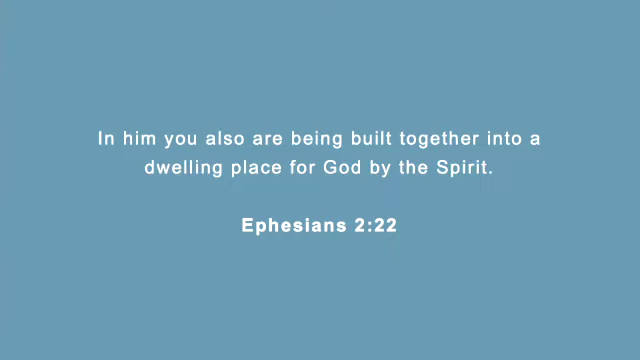 In him you also are being built together into a
dwelling place for God by the Spirit.
Ephesians 2:22